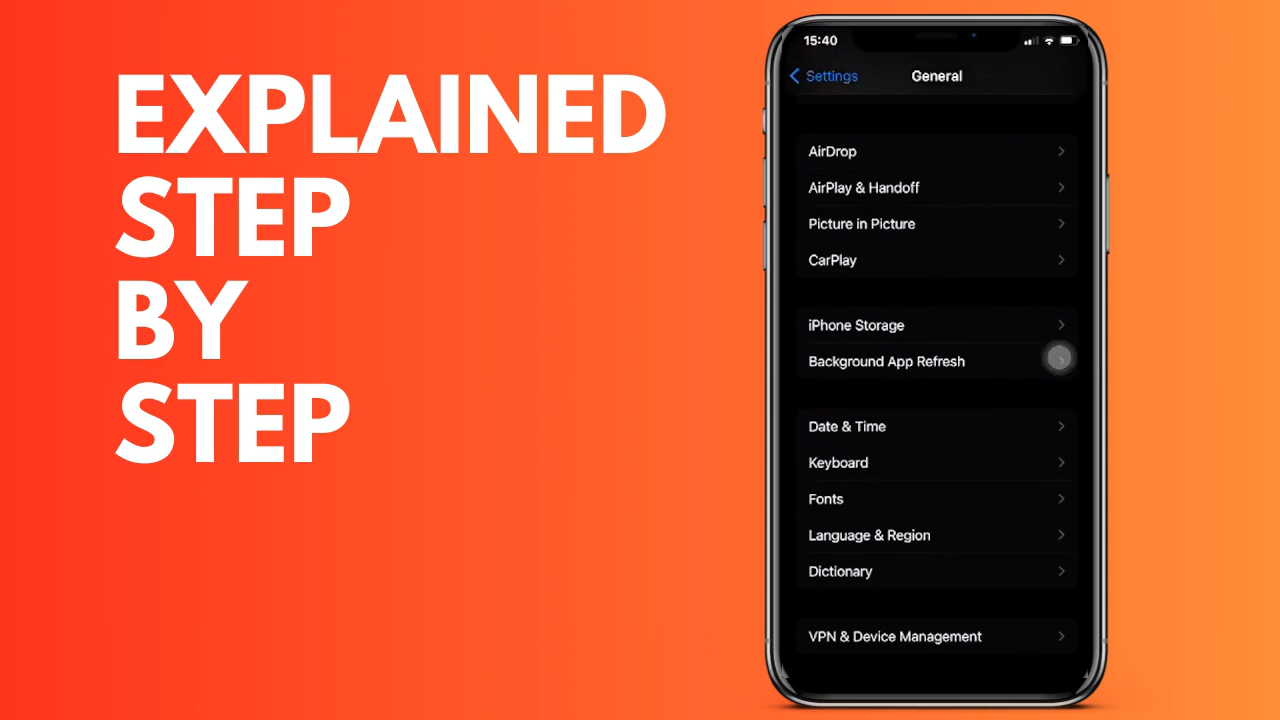 EXPLAINED
STEP
BY
STEP
15:40
Settings
General
AirDrop
AirPlay & Handoff
Picture in Picture
CarPlay
iPhone Storage
Background App Refresh
Date & Time
Keyboard
Fonts
Language & Region
Dictionary
VPN & Device Management